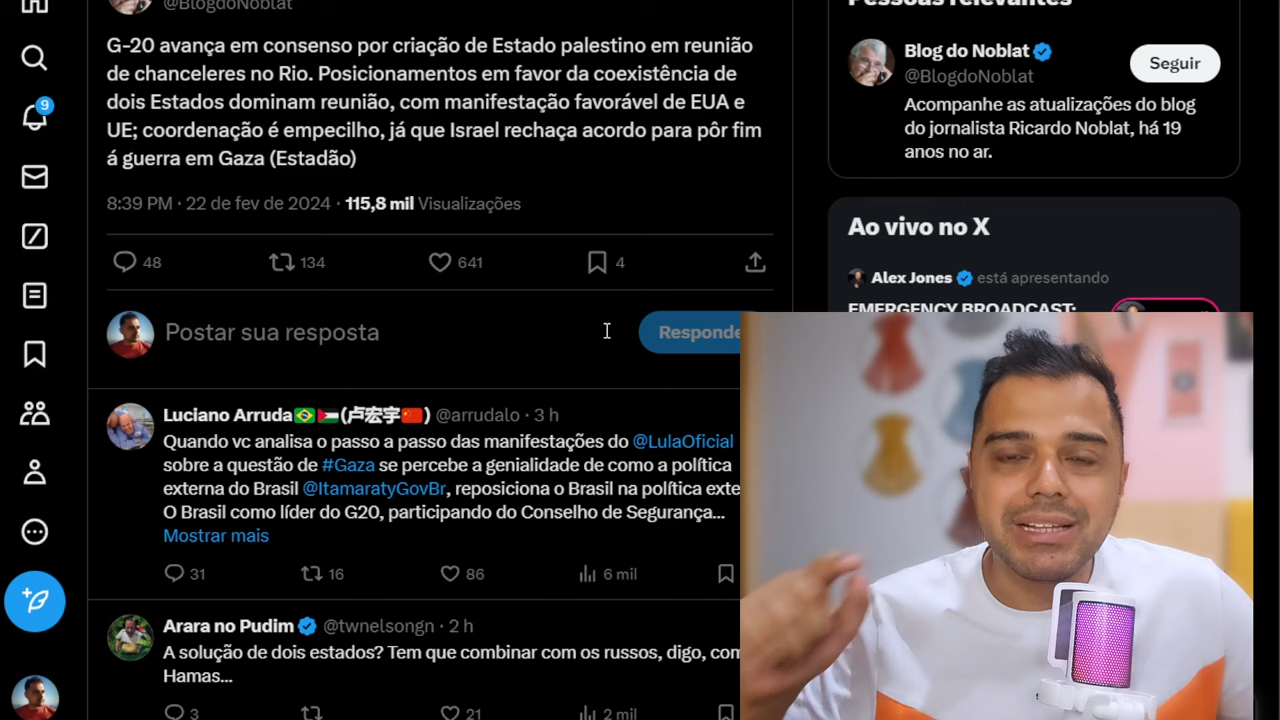 @BlogdoNoblat
G-20 avança em consenso por criação de Estado palestino em reunião
de chanceleres no Rio. Posicionamentos em favor da coexistência de
dois Estados dominam reunião, com manifestação favorável de EUA e
UE; coordenação é empecilho, já que Israel rechaça acordo para pôr fim
á guerra em Gaza (Estadão)
8:39 PM · 22 de fev de 2024 · 115,8 mil Visualizações
48 134 641 4
Postar sua resposta
Responde
Luciano Arruda🇧🇷🇵🇸(卢宏宇🇨🇳) @arrudalo · 3 h
Quando vc analisa o passo a passo das manifestações do @LulaOficial
sobre a questão de #Gaza se percebe a genialidade de como a política
externa do Brasil @ItamaratyGovBr, reposiciona o Brasil na política exte
O Brasil como líder do G20, participando do Conselho de Segurança...
Mostrar mais
31 16 86 6 mil
Arara no Pudim @twnelsongn · 2 h
A solução de dois estados? Tem que combinar com os russos, digo, com
Hamas...
3 21 2 mil
9
Pessoas relevantes
Blog do Noblat
@BlogdoNoblat
Seguir
Acompanhe as atualizações do blog
do jornalista Ricardo Noblat, há 19
anos no ar.
Ao vivo no X
Alex Jones está apresentando
EMERGENCY BROADCAST: